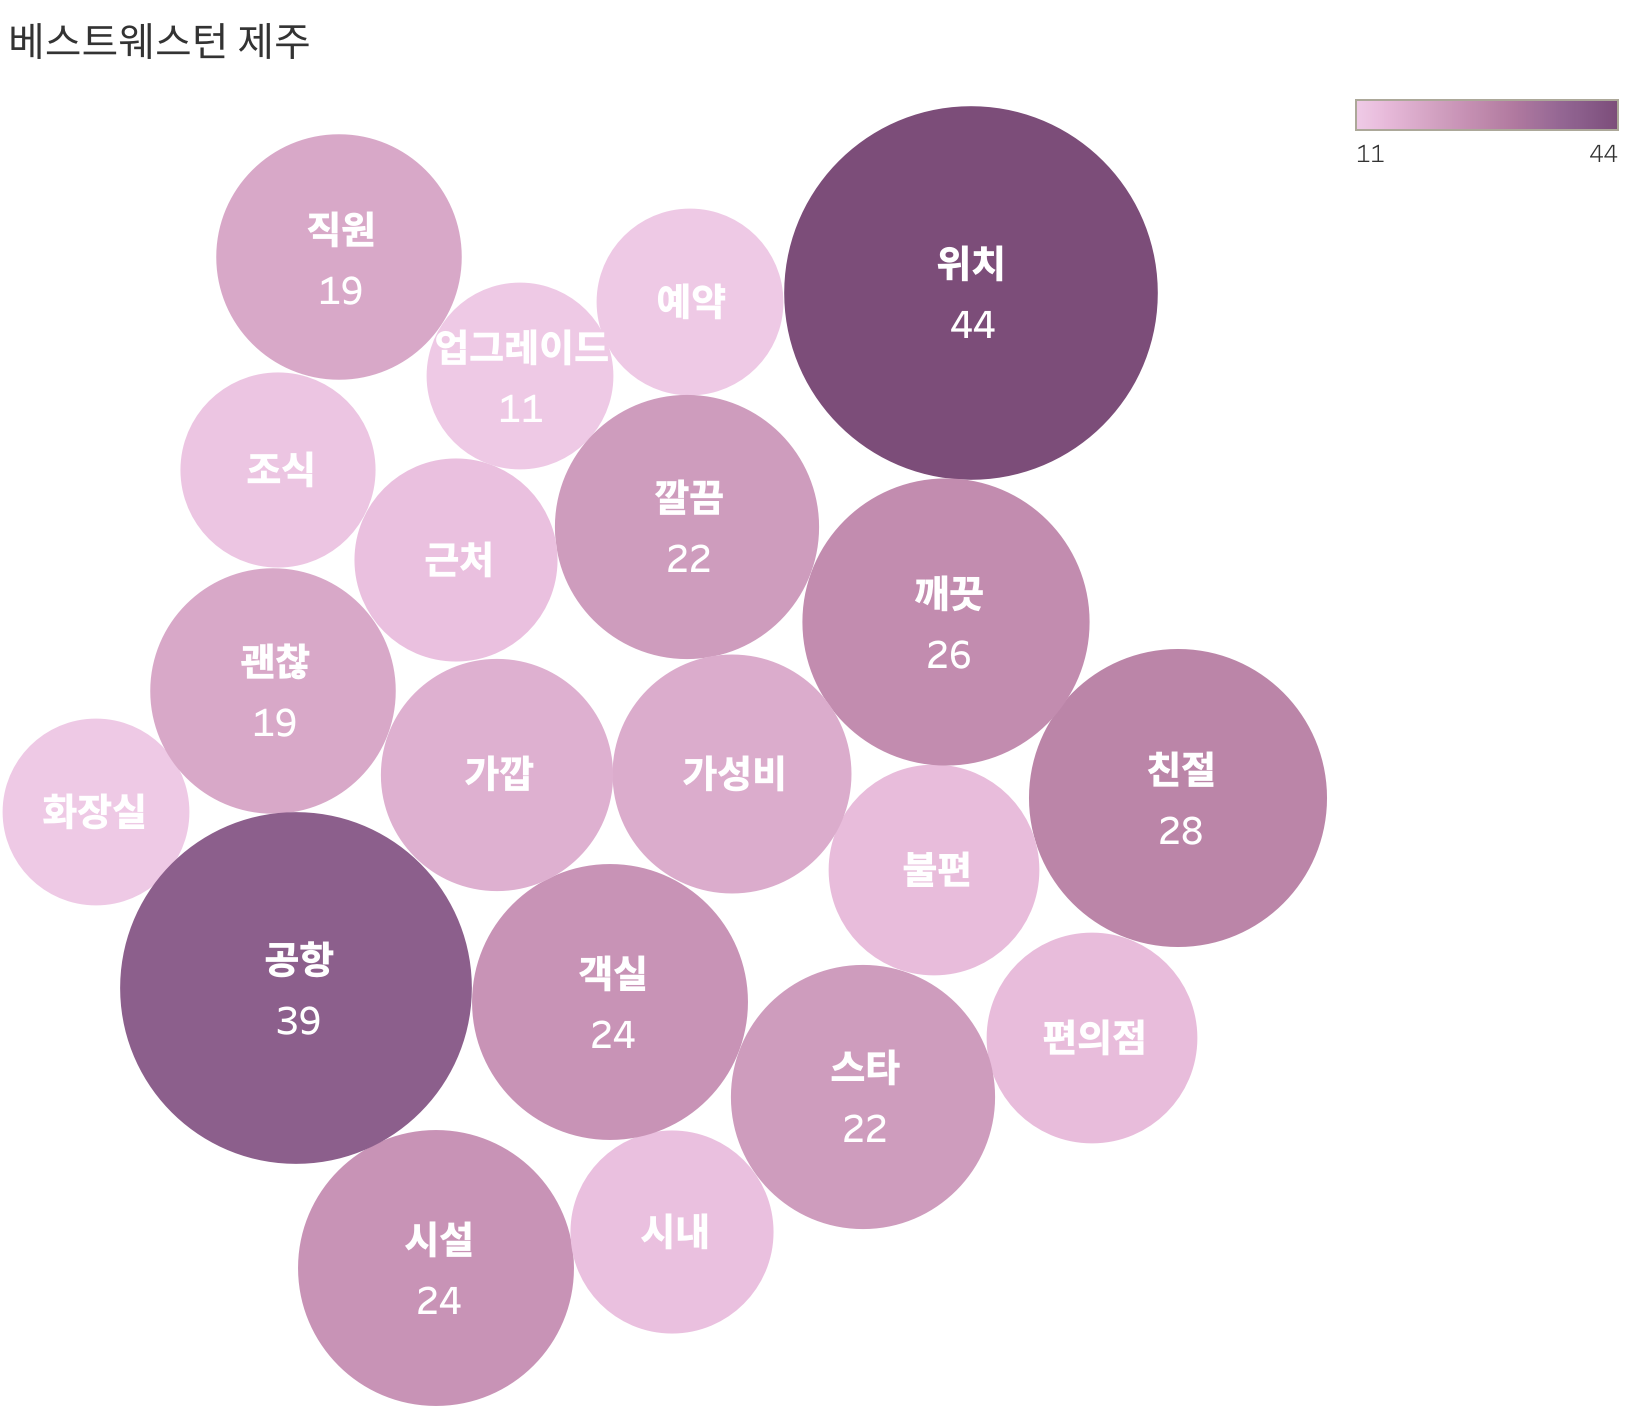 베스트웨스턴 제주
11
44
직원
19
위치
44
예약
업그레이드
11
조식
깔끔
22
근처
깨끗
26
괜찮
19
가깝
가성비
친절
28
화장실
불편
공항
39
객실
24
편의점
스타
22
시내
시설
24